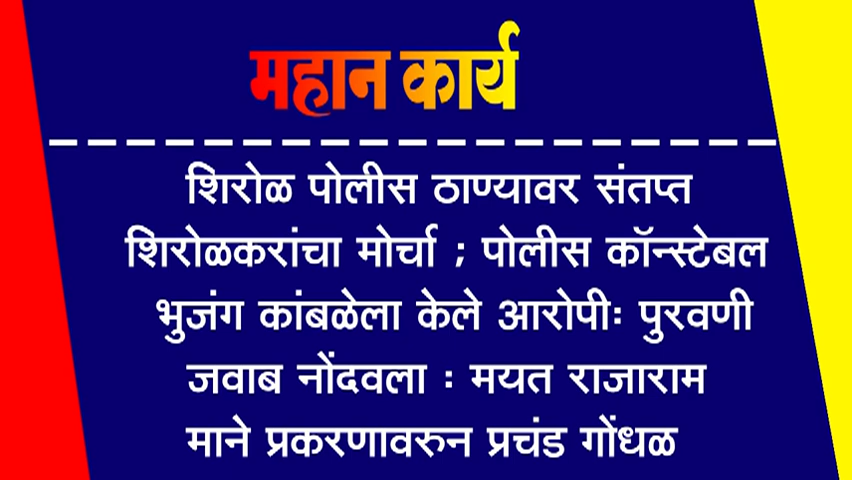 महान कार्य
शिरोळ पोलीस ठाण्यावर संतप्त
शिरोळकरांचा मोर्चा ; पोलीस कॉन्स्टेबल
भुजंग कांबळेला केले आरोपीः पुरवणी
जवाब नोंदवला : मयत राजाराम
माने प्रकरणावरुन प्रचंड गोंधळ